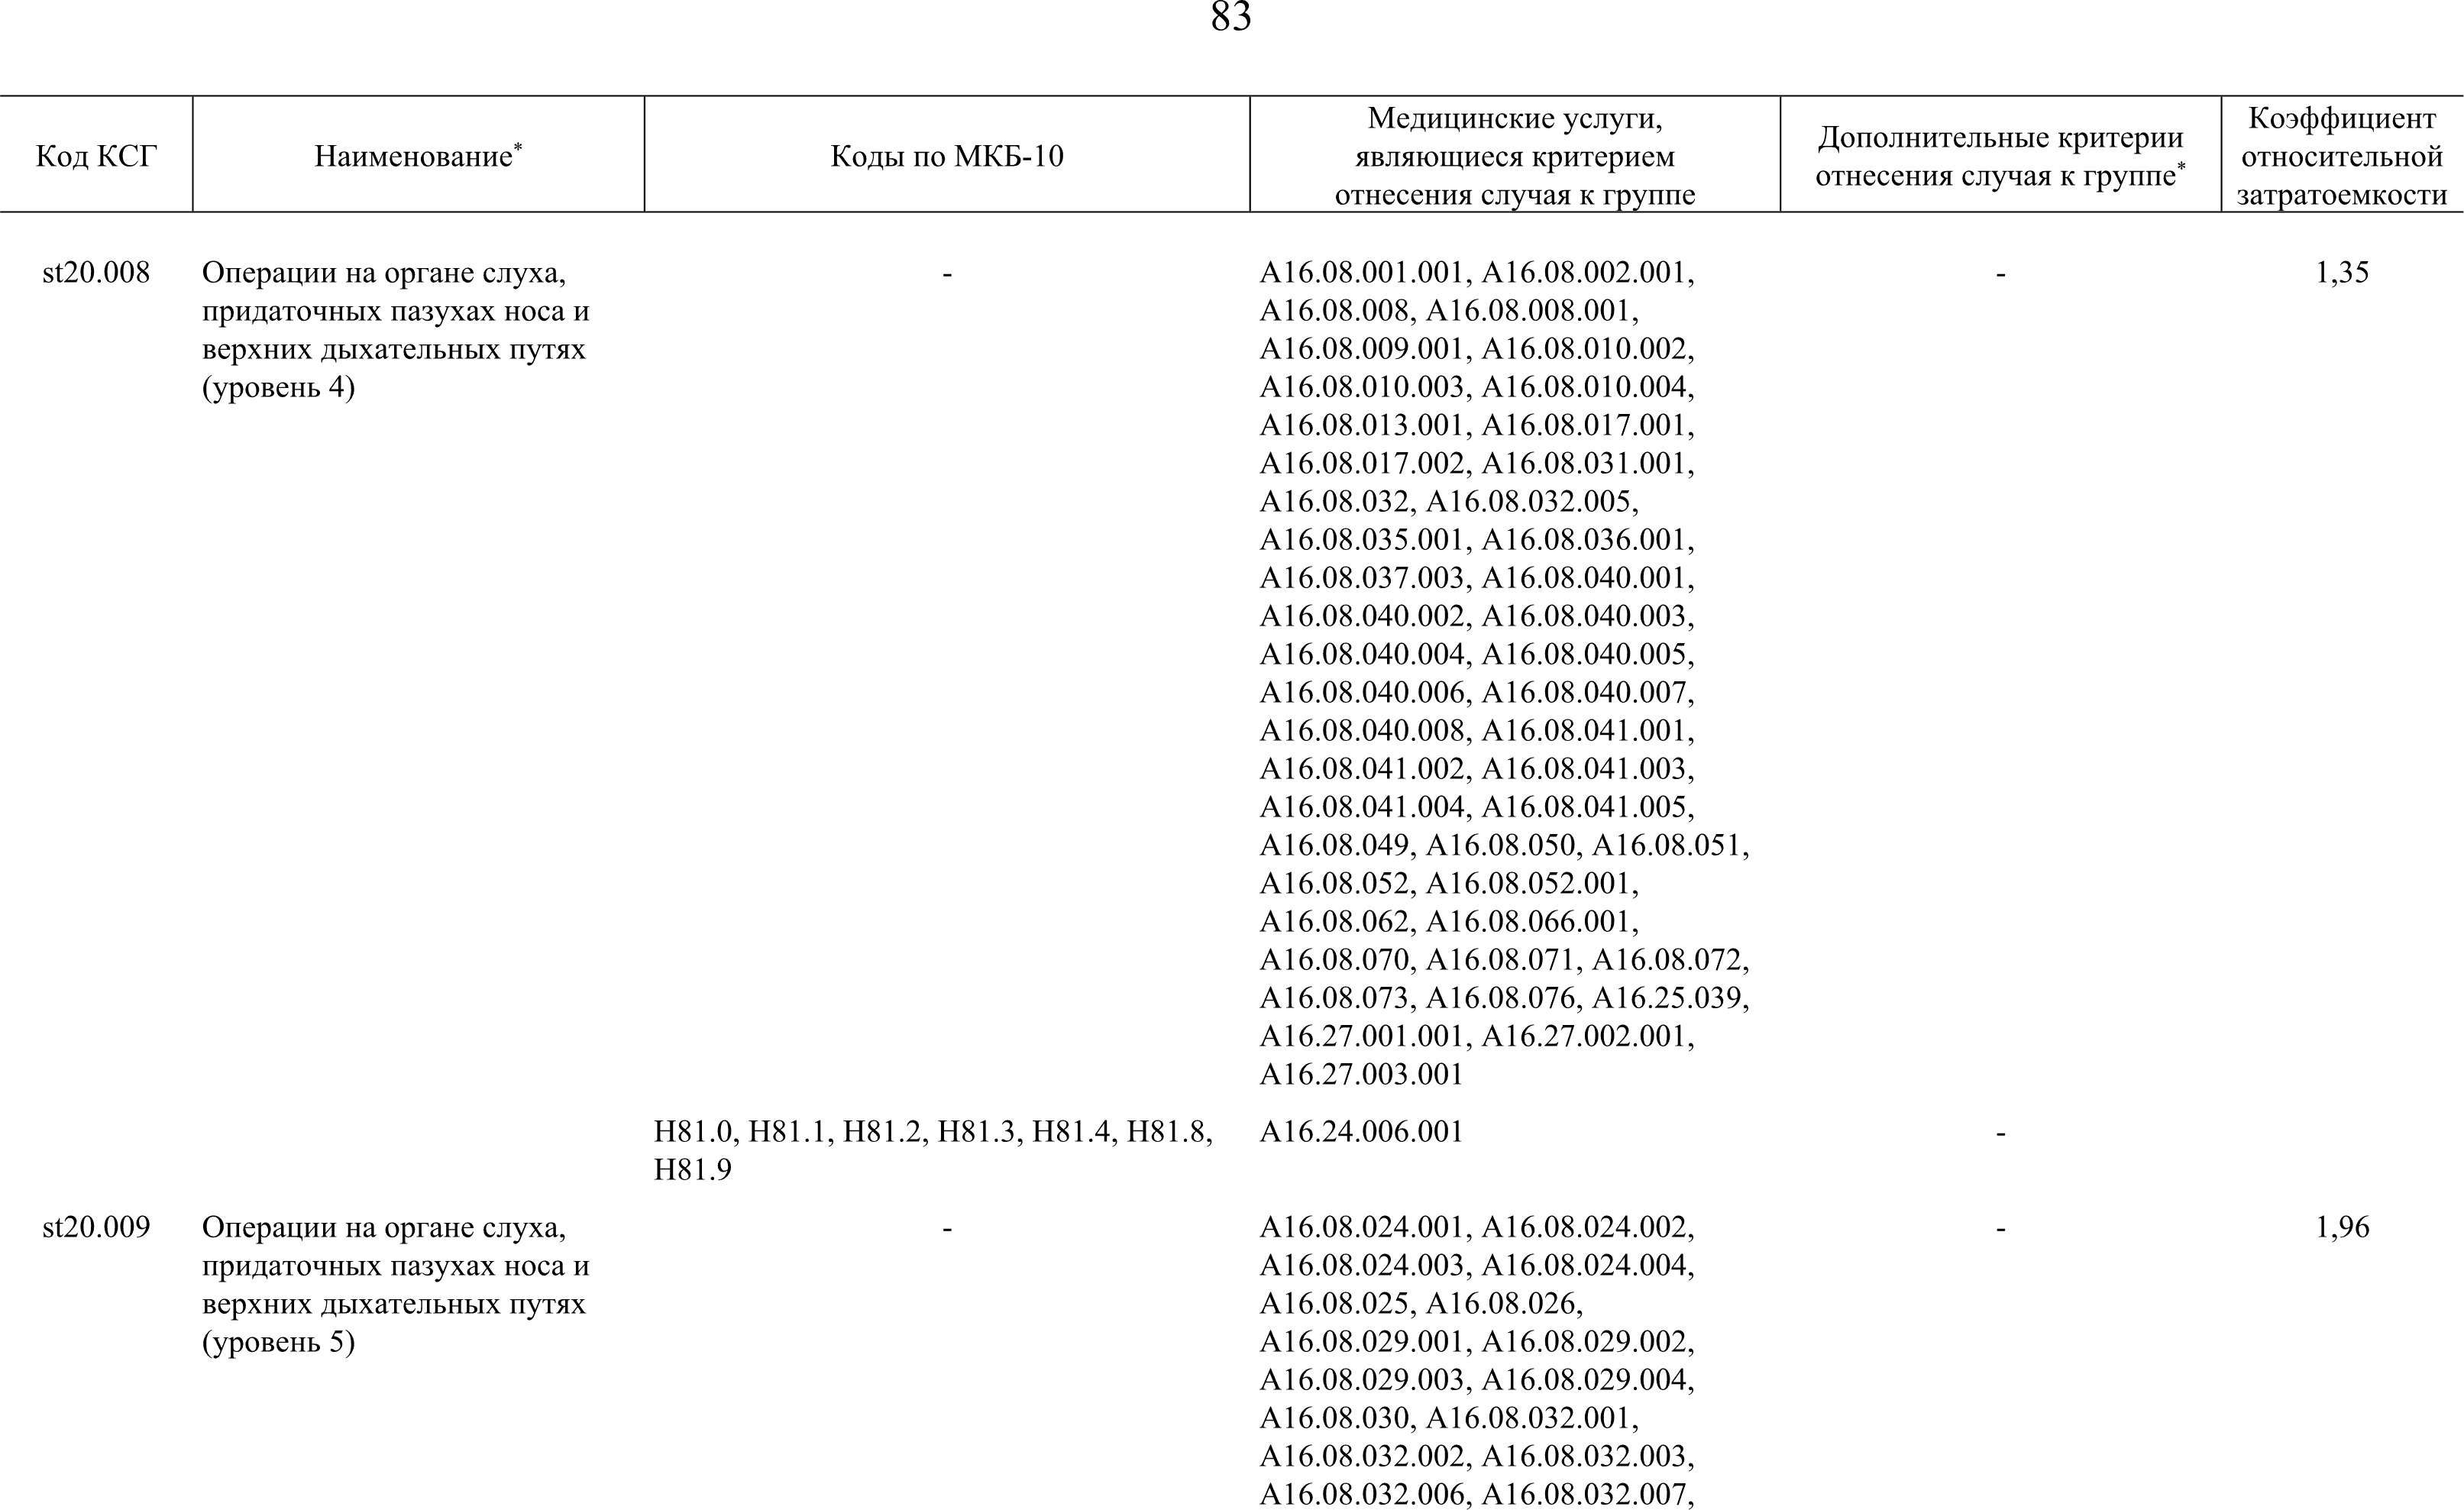 83
Код КСГ
Наименование*
Коды по МКБ-10
Медицинские услуги,
являющиеся критерием
отнесения случая к группе
Дополнительные критерии
отнесения случая к группе*
Коэффициент
относительной
затратоемкости
st20.008
Операции на органе слуха,
придаточных пазухах носа и
верхних дыхательных путях
(уровень 4)
-
A16.08.001.001, A16.08.002.001,
A16.08.008, A16.08.008.001,
A16.08.009.001, A16.08.010.002,
A16.08.010.003, A16.08.010.004,
A16.08.013.001, A16.08.017.001,
A16.08.017.002, A16.08.031.001,
A16.08.032, A16.08.032.005,
A16.08.035.001, A16.08.036.001,
A16.08.037.003, A16.08.040.001,
A16.08.040.002, A16.08.040.003,
A16.08.040.004, A16.08.040.005,
A16.08.040.006, A16.08.040.007,
A16.08.040.008, A16.08.041.001,
A16.08.041.002, A16.08.041.003,
A16.08.041.004, A16.08.041.005,
A16.08.049, A16.08.050, A16.08.051,
A16.08.052, A16.08.052.001,
A16.08.062, A16.08.066.001,
A16.08.070, A16.08.071, A16.08.072,
A16.08.073, A16.08.076, A16.25.039,
A16.27.001.001, A16.27.002.001,
A16.27.003.001
-
1,35
H81.0, H81.1, H81.2, H81.3, H81.4, H81.8,
H81.9
A16.24.006.001
-
st20.009
Операции на органе слуха,
придаточных пазухах носа и
верхних дыхательных путях
(уровень 5)
-
A16.08.024.001, A16.08.024.002,
A16.08.024.003, A16.08.024.004,
A16.08.025, A16.08.026,
A16.08.029.001, A16.08.029.002,
A16.08.029.003, A16.08.029.004,
A16.08.030, A16.08.032.001,
A16.08.032.002, A16.08.032.003,
A16.08.032.006, A16.08.032.007,
-
1,96